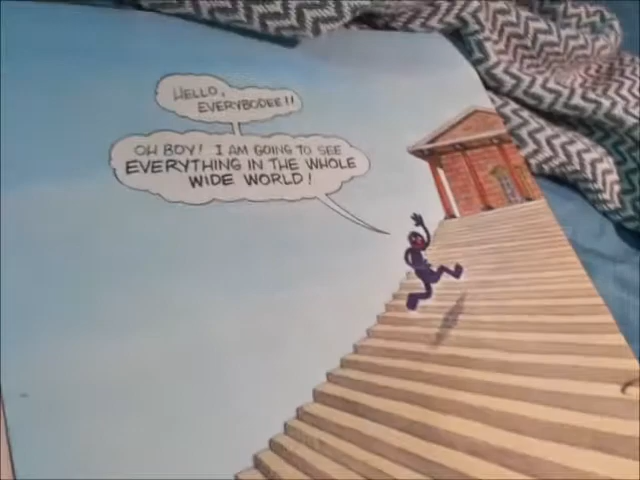 HELLO,
EVERYBODEE!!
OH BOY! I AM GOING TO SEE
EVERYTHING IN THE WHOLE
WIDE WORLD!